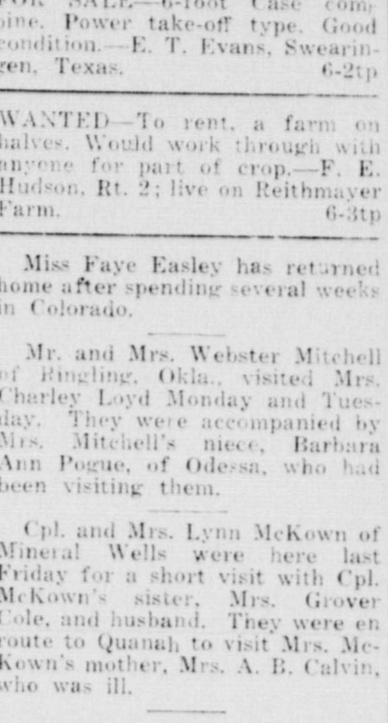 FOR SALE—6-foot Case com-
bine. Power take-off type. Good
condition.—E. T. Evans, Swearin-
gen, Texas. 6-2tp
WANTED—To rent, a farm on
halves. Would work through with
anyone for part of crop.—F. E.
Hudson, Rt. 2; live on Reithmayer
Farm. 6-3tp
Miss Faye Easley has returned
home after spending several weeks
in Colorado.
Mr. and Mrs. Webster Mitchell
of Ringling, Okla., visited Mrs.
Charley Loyd Monday and Tues-
day. They were accompanied by
Mrs. Mitchell's niece, Barbara
Ann Pogue, of Odessa, who had
been visiting them.
Cpl. and Mrs. Lynn McKown of
Mineral Wells were here last
Friday for a short visit with Cpl.
McKown's sister, Mrs. Grover
Cole, and husband. They were en
route to Quanah to visit Mrs. Mc-
Kown's mother, Mrs. A. B. Calvin,
who was ill.